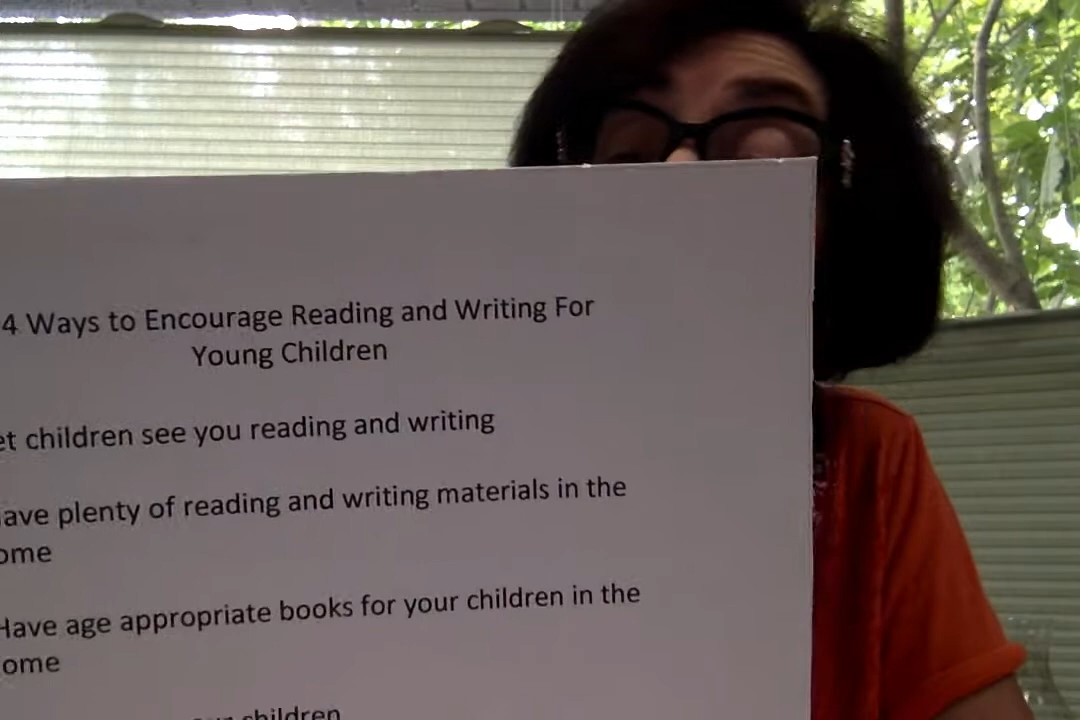 4 Ways to Encourage Reading and Writing For
Young Children
et children see you reading and writing
ave plenty of reading and writing materials in the
ome
Have age appropriate books for your children in the
ome
children